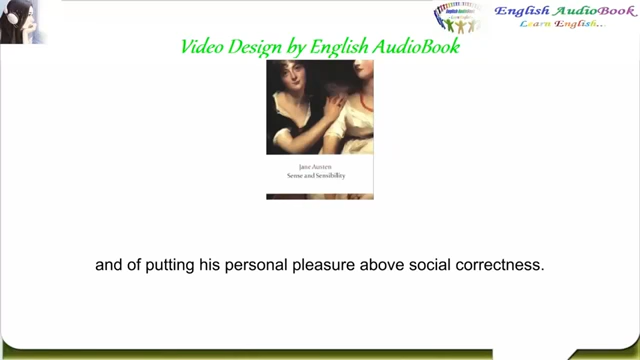 English AudioBook
Learn English...
Video Design by English AudioBook
Jane Austen
Sense and Sensibility
and of putting his personal pleasure above social correctness.